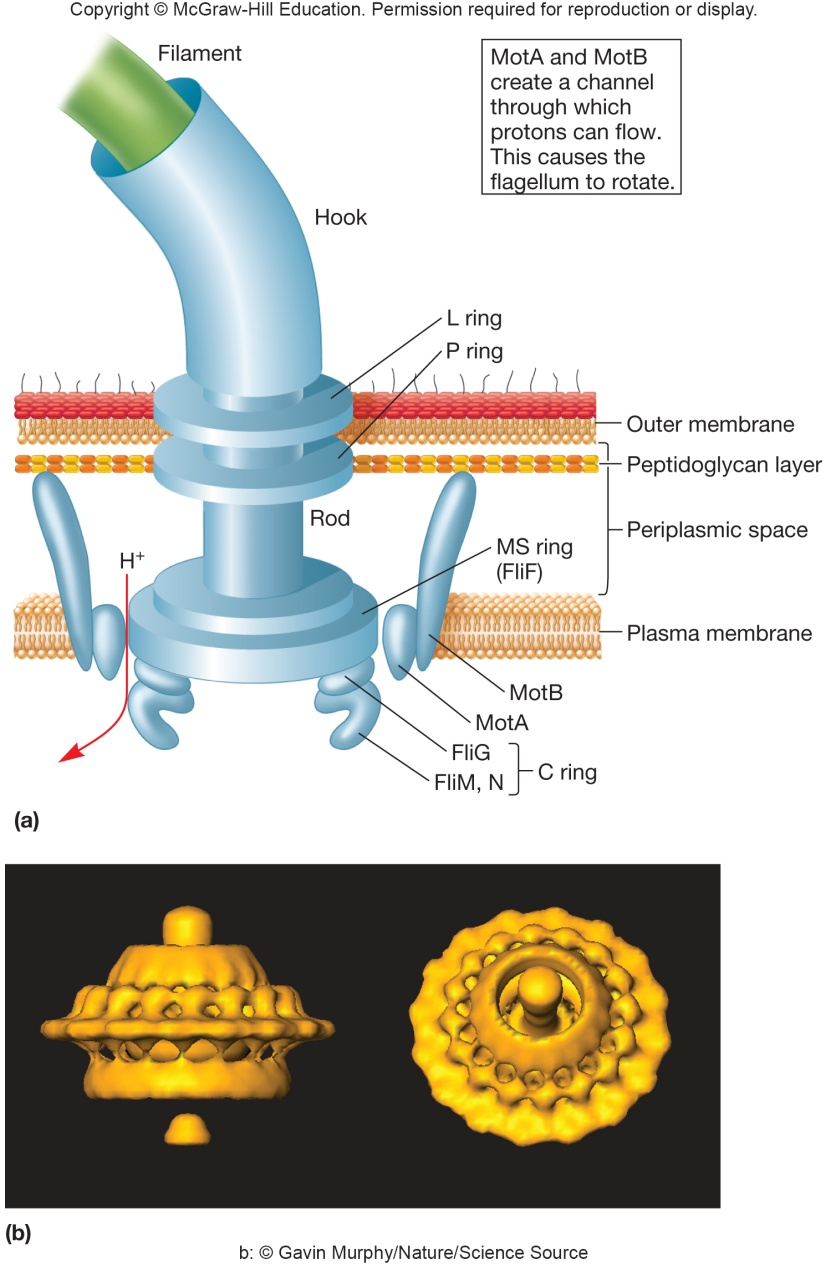 Copyright © McGraw-Hill Education. Permission required for reproduction or display.
Filament
MotA and MotB
create a channel
through which
protons can flow.
This causes the
flagellum to rotate.
Hook
L ring
P ring
Outer membrane
Peptidoglycan layer
Rod
Periplasmic space
MS ring
(FliF)
H⁺
Plasma membrane
MotB
MotA
FliG
C ring
FliM, N
(a)
(b)
b: © Gavin Murphy/Nature/Science Source